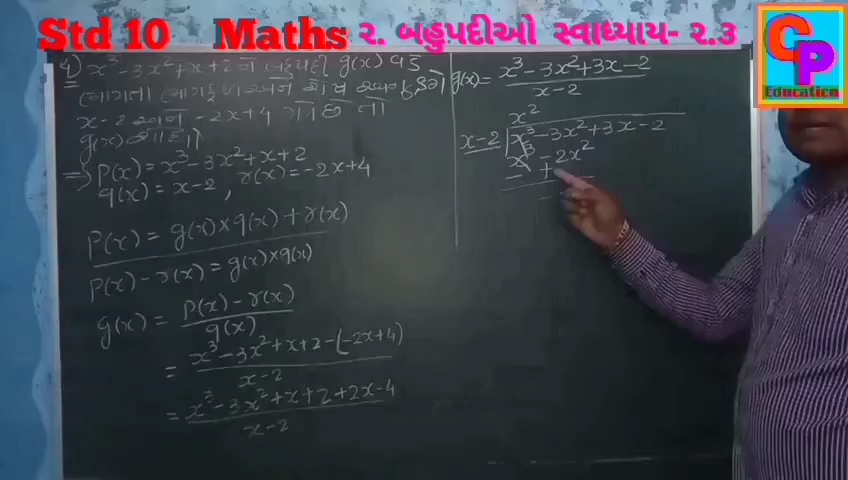 Std 10 Maths ૨. બહુપદીઓ સ્વાધ્યાય- ૨.૩
CP
Education
4) x³-3x²+x+2 ને બહુપદી g(x) વડે
ભાગતા ભાગફળ અને શેષ અનુક્રમે
x-2 અને -2x+4 હોય તો
g(x) શોધો
=> P(x) = x³-3x²+x+2
q(x) = x-2 , r(x) = -2x+4
P(x) = g(x)×q(x)+r(x)
P(x)-r(x) = g(x)×q(x)
g(x) = P(x)-r(x)
q(x)
= x³-3x²+x+2-(-2x+4)
x-2
= x³-3x²+x+2+2x-4
x-2
g(x) = x³-3x²+3x-2
x-2
x²
x-2 x³-3x²+3x-2
x³ -2x²
- +